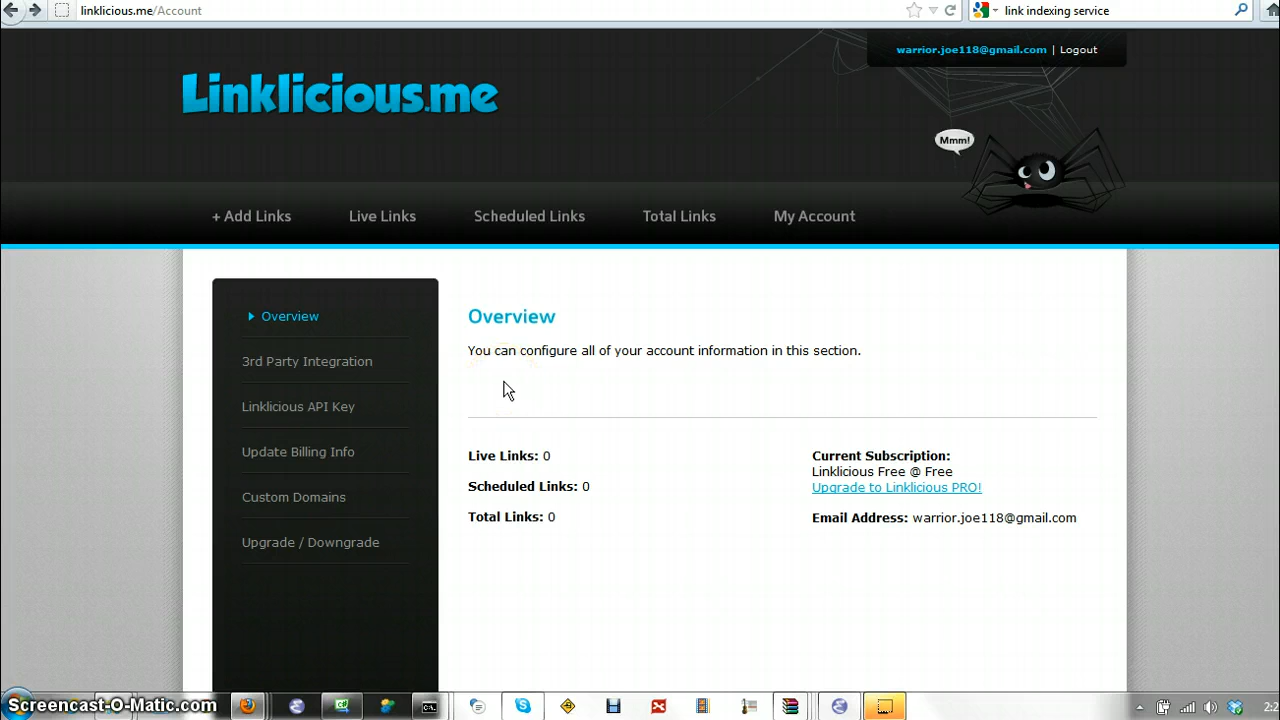 linklicious.me/Account
link indexing service
warrior.joe118@gmail.com | Logout
Linklicious.me
Mmm!
+ Add Links
Live Links
Scheduled Links
Total Links
My Account
Overview
3rd Party Integration
Linklicious API Key
Update Billing Info
Custom Domains
Upgrade / Downgrade
Overview
You can configure all of your account information in this section.
Live Links: 0
Scheduled Links: 0
Total Links: 0
Current Subscription:
Linklicious Free @ Free
Upgrade to Linklicious PRO!
Email Address: warrior.joe118@gmail.com
Screencast-O-Matic.com